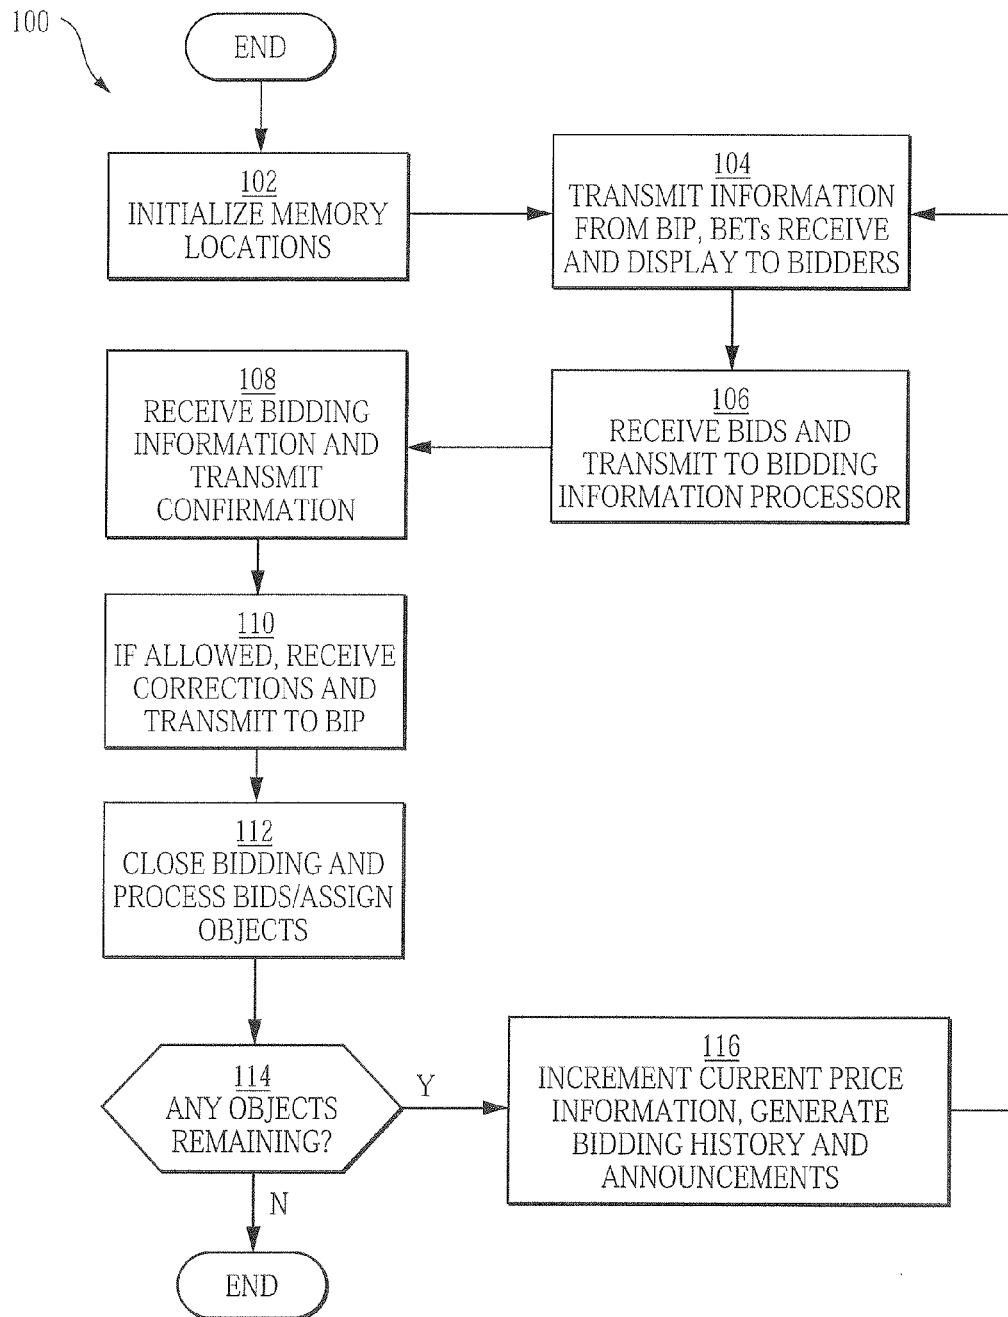 100
END
102
INITIALIZE MEMORY
LOCATIONS
104
TRANSMIT INFORMATION
FROM BIP, BETs RECEIVE
AND DISPLAY TO BIDDERS
106
RECEIVE BIDS AND
TRANSMIT TO BIDDING
INFORMATION PROCESSOR
108
RECEIVE BIDDING
INFORMATION AND
TRANSMIT
CONFIRMATION
110
IF ALLOWED, RECEIVE
CORRECTIONS AND
TRANSMIT TO BIP
112
CLOSE BIDDING AND
PROCESS BIDS/ASSIGN
OBJECTS
114
ANY OBJECTS
REMAINING?
Y
116
INCREMENT CURRENT PRICE
INFORMATION, GENERATE
BIDDING HISTORY AND
ANNOUNCEMENTS
N
END